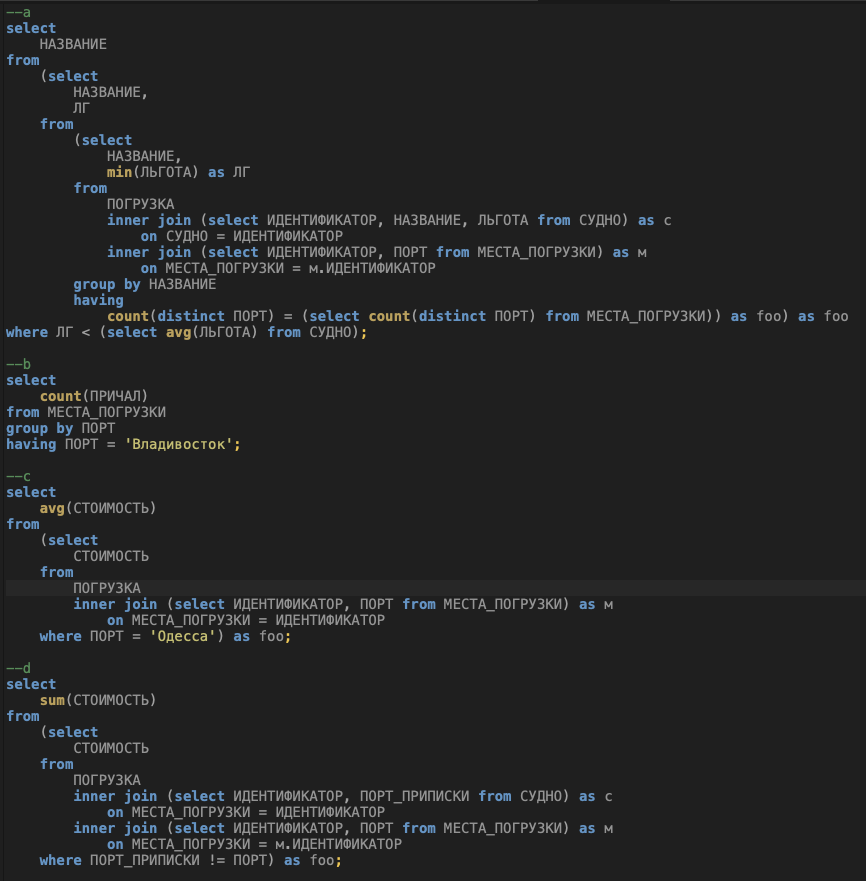 --a
select
    НАЗВАНИЕ
from
    (select
        НАЗВАНИЕ,
        ЛГ
    from
        (select
            НАЗВАНИЕ,
            min(ЛЬГОТА) as ЛГ
        from
            ПОГРУЗКА
            inner join (select ИДЕНТИФИКАТОР, НАЗВАНИЕ, ЛЬГОТА from СУДНО) as с
                on СУДНО = ИДЕНТИФИКАТОР
            inner join (select ИДЕНТИФИКАТОР, ПОРТ from МЕСТА_ПОГРУЗКИ) as м
                on МЕСТА_ПОГРУЗКИ = м.ИДЕНТИФИКАТОР
        group by НАЗВАНИЕ
        having
            count(distinct ПОРТ) = (select count(distinct ПОРТ) from МЕСТА_ПОГРУЗКИ)) as foo) as foo
where ЛГ < (select avg(ЛЬГОТА) from СУДНО);

--b
select
    count(ПРИЧАЛ)
from МЕСТА_ПОГРУЗКИ
group by ПОРТ
having ПОРТ = 'Владивосток';

--c
select
    avg(СТОИМОСТЬ)
from
    (select
        СТОИМОСТЬ
    from
        ПОГРУЗКА
        inner join (select ИДЕНТИФИКАТОР, ПОРТ from МЕСТА_ПОГРУЗКИ) as м
            on МЕСТА_ПОГРУЗКИ = ИДЕНТИФИКАТОР
    where ПОРТ = 'Одесса') as foo;

--d
select
    sum(СТОИМОСТЬ)
from
    (select
        СТОИМОСТЬ
    from
        ПОГРУЗКА
        inner join (select ИДЕНТИФИКАТОР, ПОРТ_ПРИПИСКИ from СУДНО) as с
            on МЕСТА_ПОГРУЗКИ = ИДЕНТИФИКАТОР
        inner join (select ИДЕНТИФИКАТОР, ПОРТ from МЕСТА_ПОГРУЗКИ) as м
            on МЕСТА_ПОГРУЗКИ = м.ИДЕНТИФИКАТОР
    where ПОРТ_ПРИПИСКИ != ПОРТ) as foo;